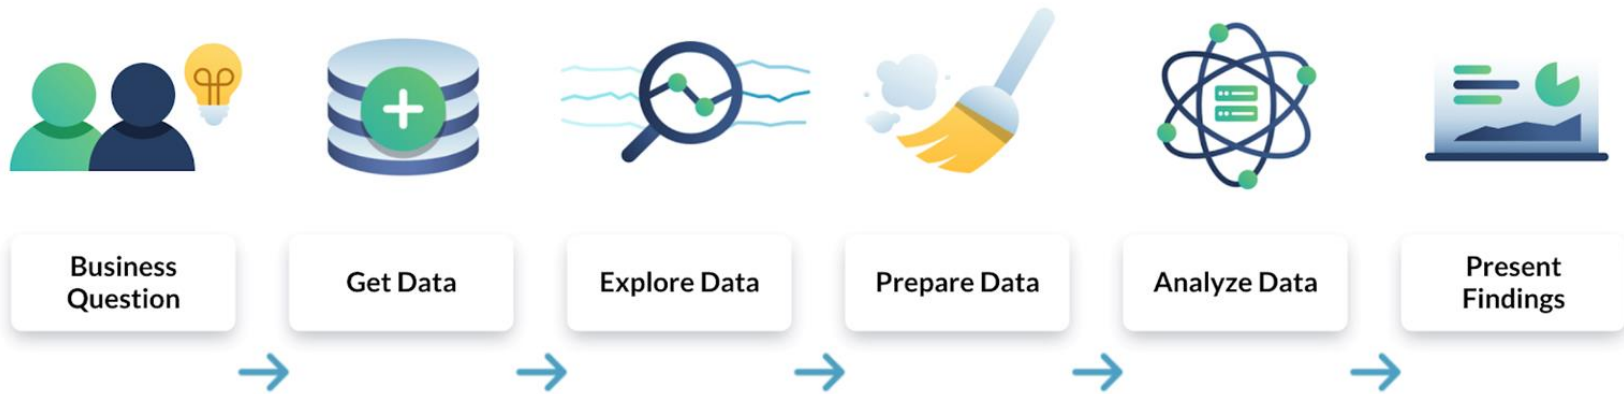 Business
Question
Get Data
Explore Data
Prepare Data
Analyze Data
Present
Findings